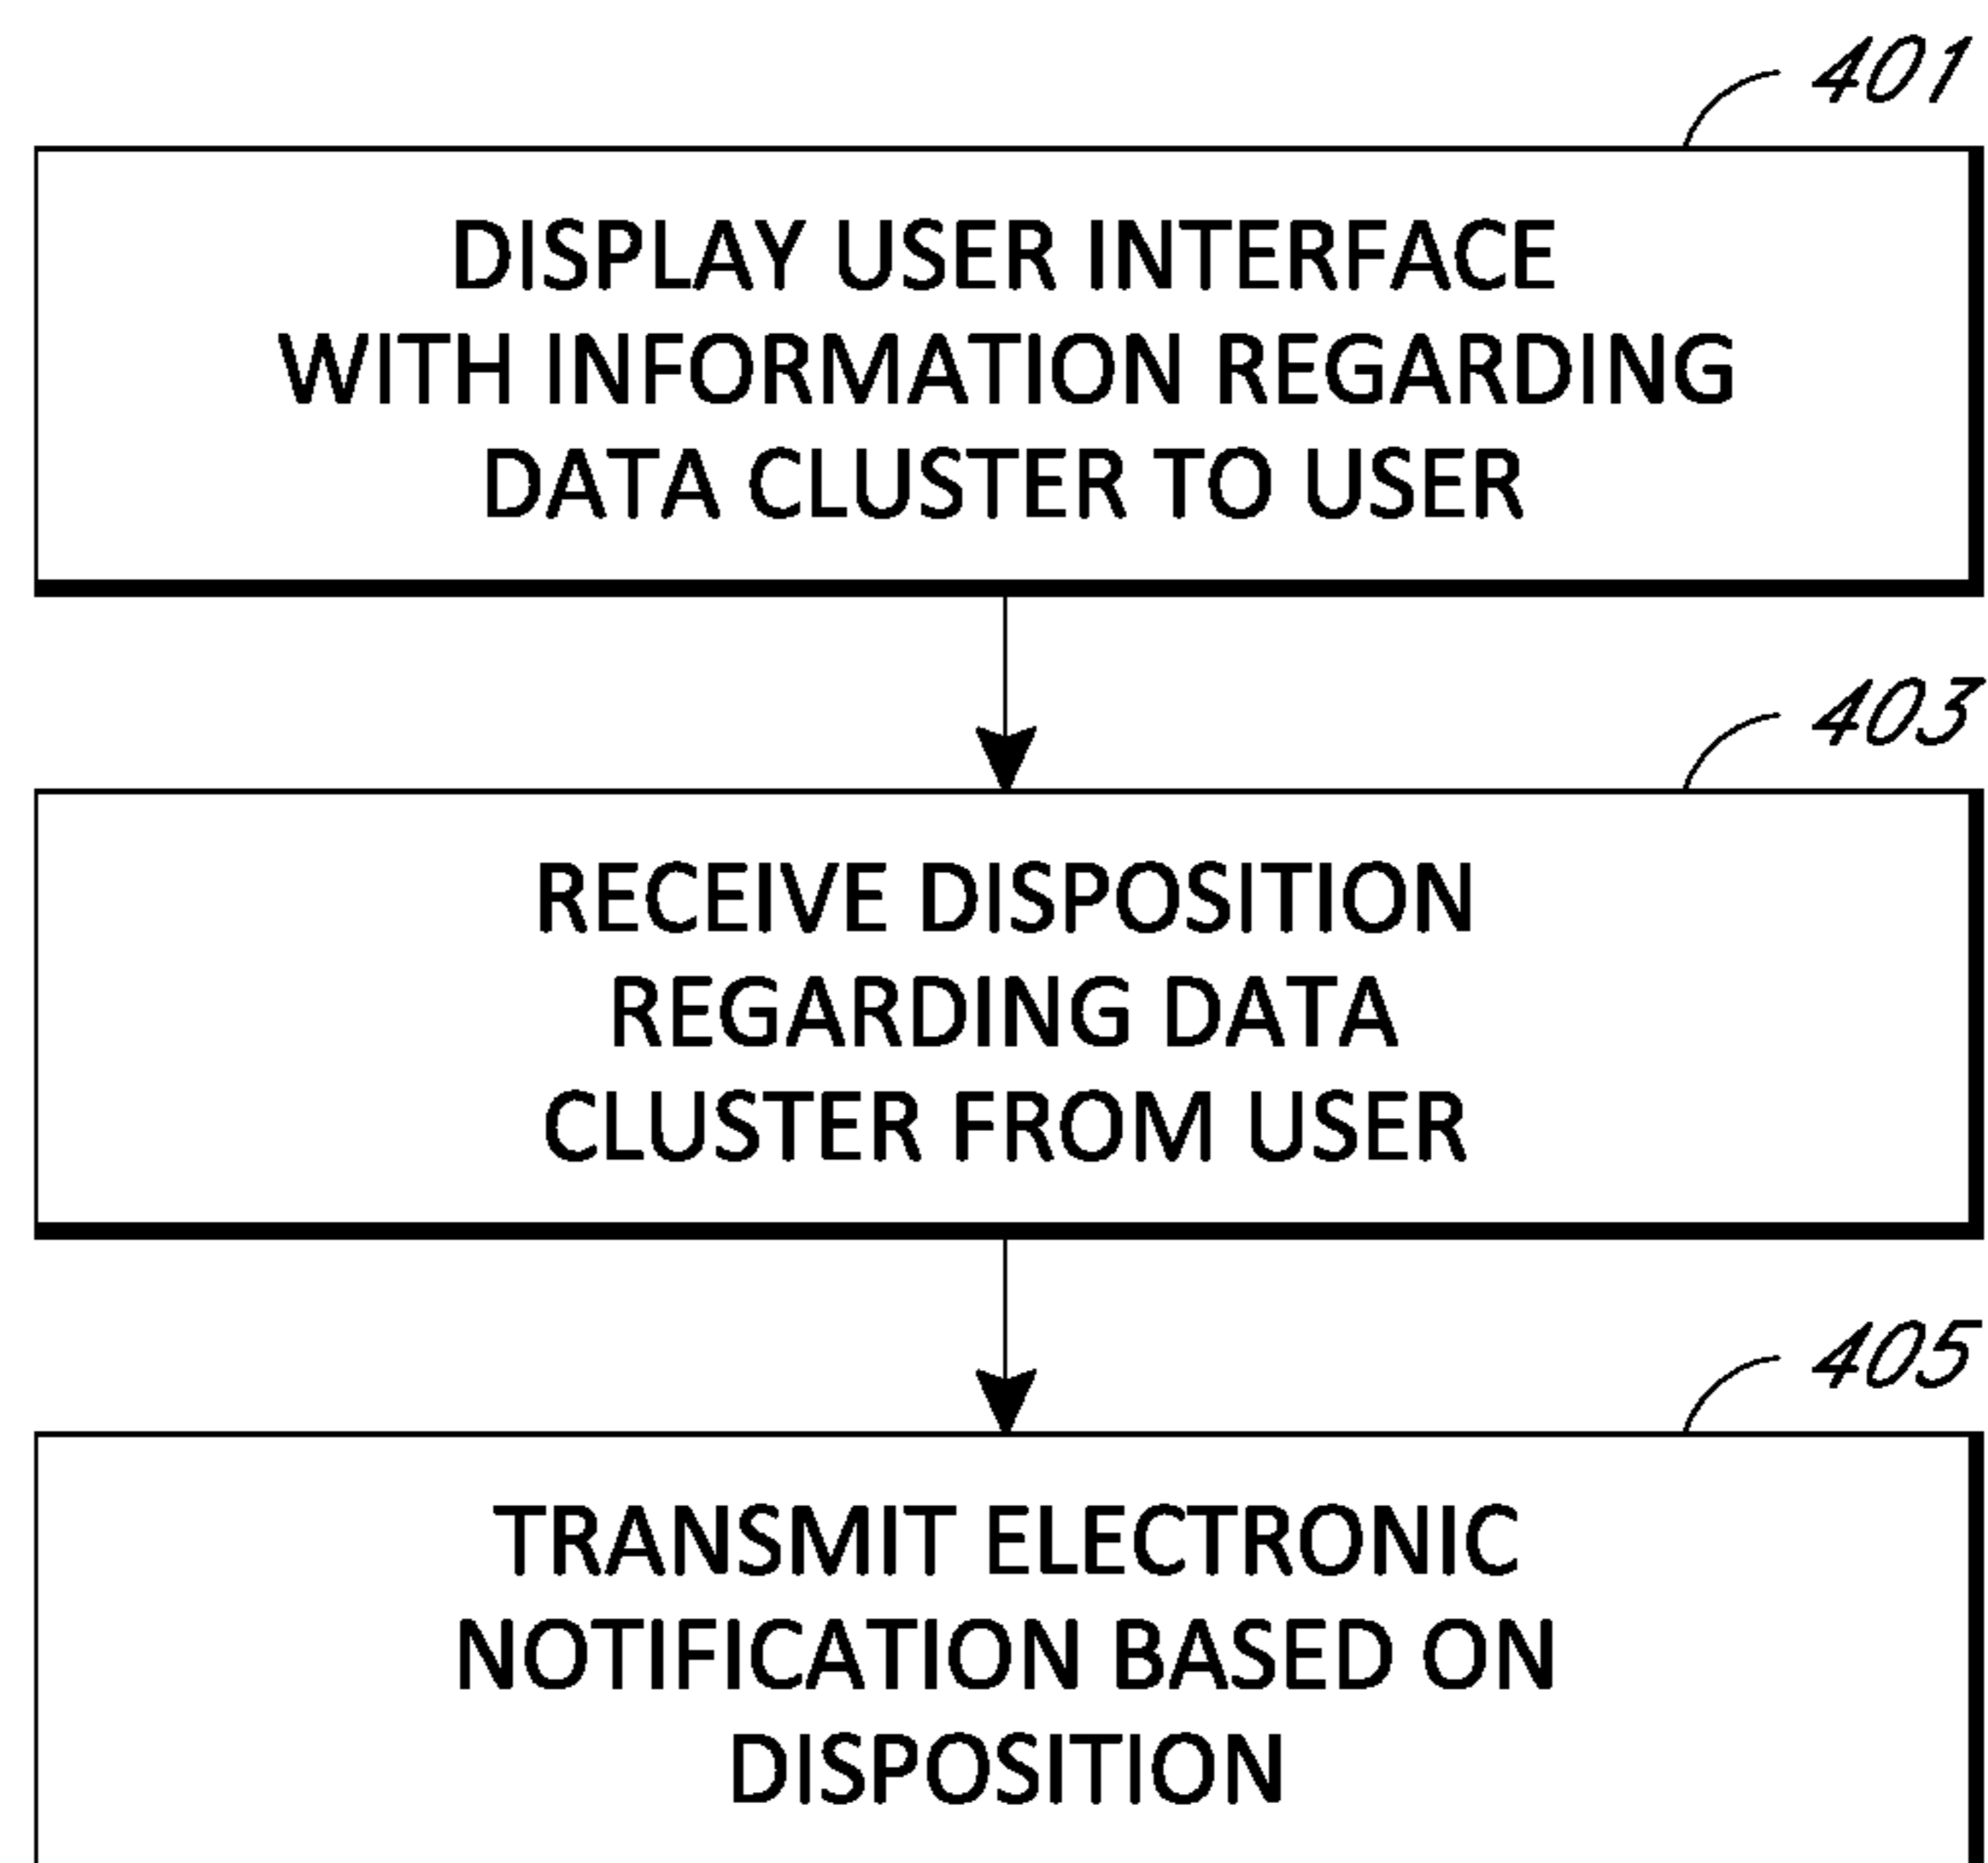 401
DISPLAY USER INTERFACE
WITH INFORMATION REGARDING
DATA CLUSTER TO USER
403
RECEIVE DISPOSITION
REGARDING DATA
CLUSTER FROM USER
405
TRANSMIT ELECTRONIC
NOTIFICATION BASED ON
DISPOSITION